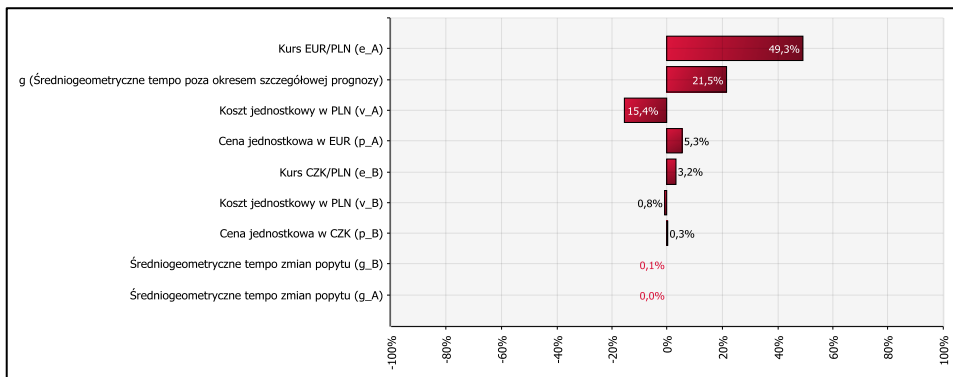 Kurs EUR/PLN (e_A)
49,3%
g (Średniogeometryczne tempo poza okresem szczegółowej prognozy)
21,5%
Koszt jednostkowy w PLN (v_A)
15,4%
Cena jednostkowa w EUR (p_A)
5,3%
Kurs CZK/PLN (e_B)
3,2%
Koszt jednostkowy w PLN (v_B)
0,8%
Cena jednostkowa w CZK (p_B)
0,3%
Średniogeometryczne tempo zmian popytu (g_B)
0,1%
Średniogeometryczne tempo zmian popytu (g_A)
0,0%
-100%
-80%
-60%
-40%
-20%
0%
20%
40%
60%
80%
100%